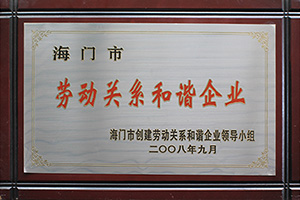 海门市
劳动关系和谐企业
海门市创建劳动关系和谐企业领导小组
二〇〇八年九月